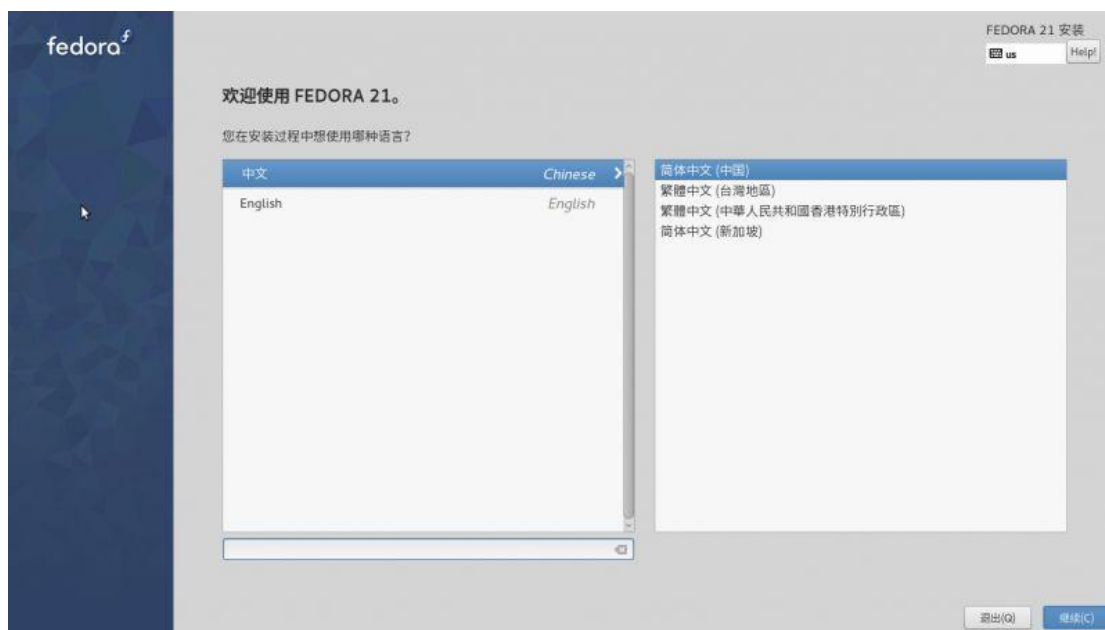 fedora
FEDORA 21 安装
us
Help!
欢迎使用 FEDORA 21。
您在安装过程中想使用哪种语言?
中文 Chinese
English English
简体中文 (中国)
繁體中文 (台灣地區)
繁體中文 (中華人民共和國香港特別行政區)
简体中文 (新加坡)
退出(Q)
继续(C)